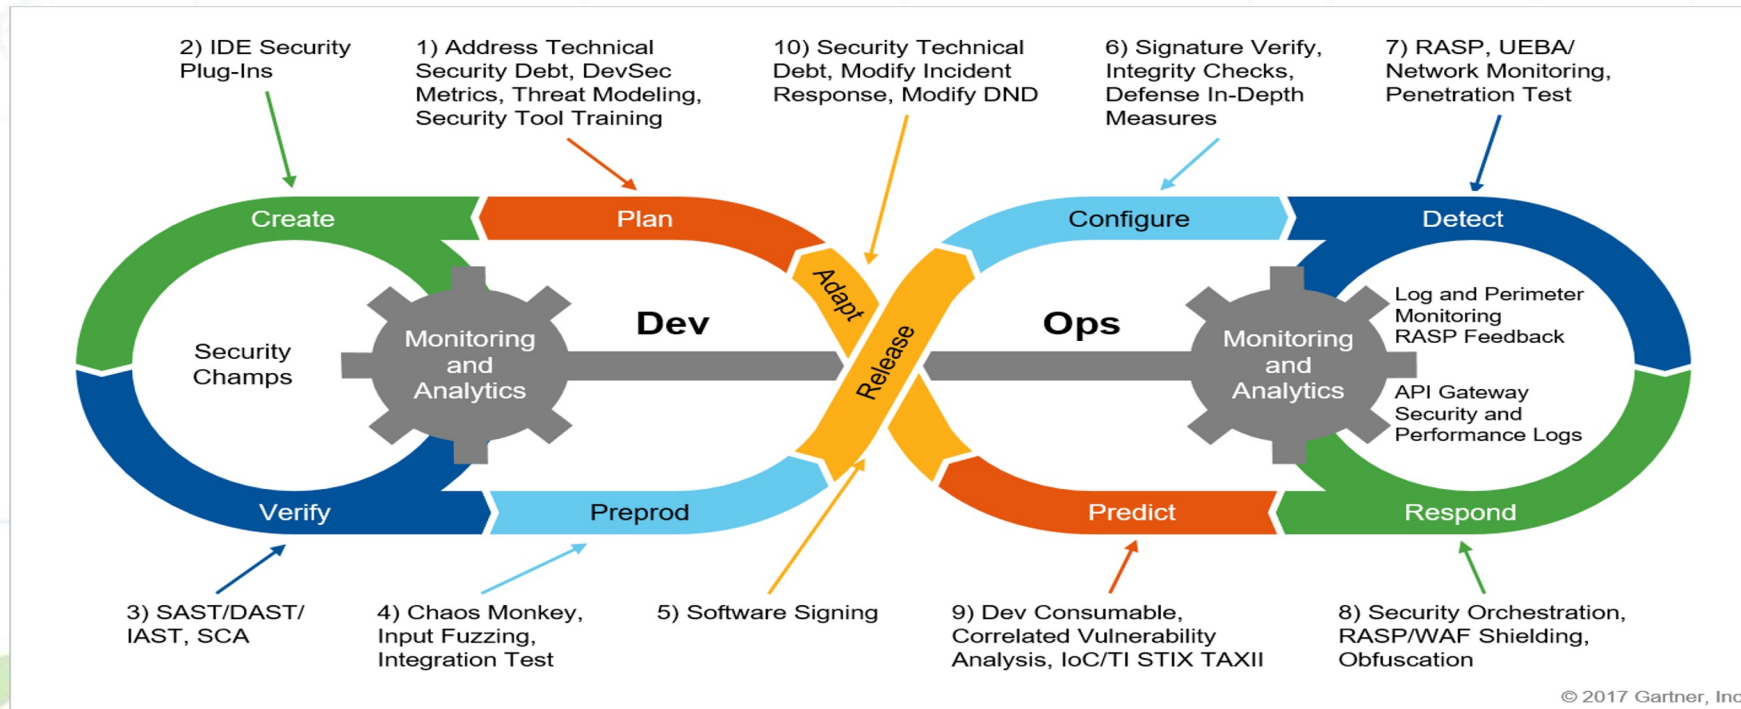 2) IDE Security
Plug-Ins
1) Address Technical
Security Debt, DevSec
Metrics, Threat Modeling,
Security Tool Training
10) Security Technical
Debt, Modify Incident
Response, Modify DND
6) Signature Verify,
Integrity Checks,
Defense In-Depth
Measures
7) RASP, UEBA/
Network Monitoring,
Penetration Test
Create
Plan
Adapt
Release
Configure
Detect
Security
Champs
Monitoring
and
Analytics
Dev
Ops
Monitoring
and
Analytics
Log and Perimeter
Monitoring
RASP Feedback
API Gateway
Security and
Performance Logs
Verify
Preprod
Predict
Respond
3) SAST/DAST/
IAST, SCA
4) Chaos Monkey,
Input Fuzzing,
Integration Test
5) Software Signing
9) Dev Consumable,
Correlated Vulnerability
Analysis, IoC/TI STIX TAXII
8) Security Orchestration,
RASP/WAF Shielding,
Obfuscation
© 2017 Gartner, Inc